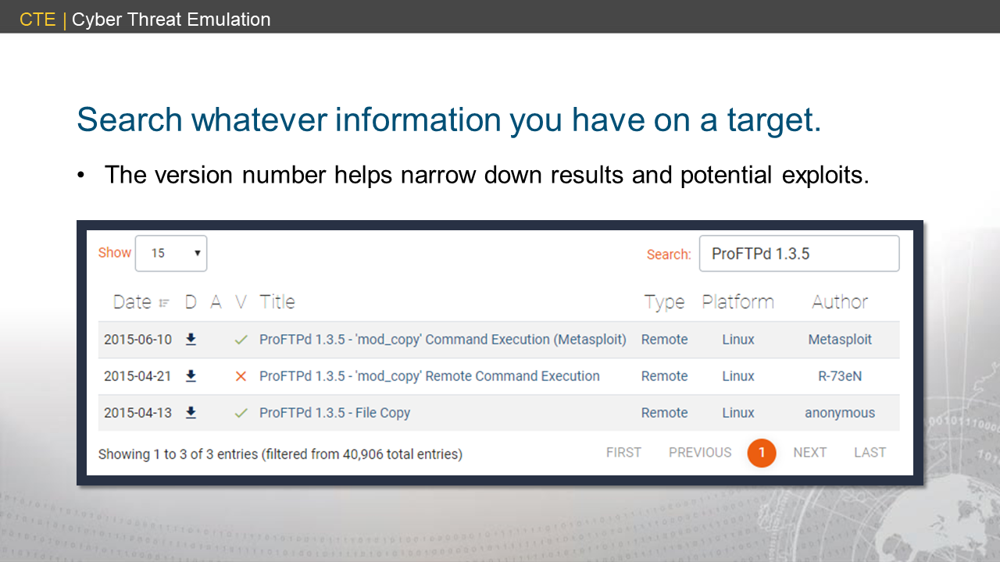 CTE | Cyber Threat Emulation
Search whatever information you have on a target.
• The version number helps narrow down results and potential exploits.
Show 15 Search: ProFTPd 1.3.5
Date D A V Title Type Platform Author
2015-06-10 ProFTPd 1.3.5 - 'mod_copy' Command Execution (Metasploit) Remote Linux Metasploit
2015-04-21 ProFTPd 1.3.5 - 'mod_copy' Remote Command Execution Remote Linux R-73eN
2015-04-13 ProFTPd 1.3.5 - File Copy Remote Linux anonymous
Showing 1 to 3 of 3 entries (filtered from 40,906 total entries) FIRST PREVIOUS 1 NEXT LAST